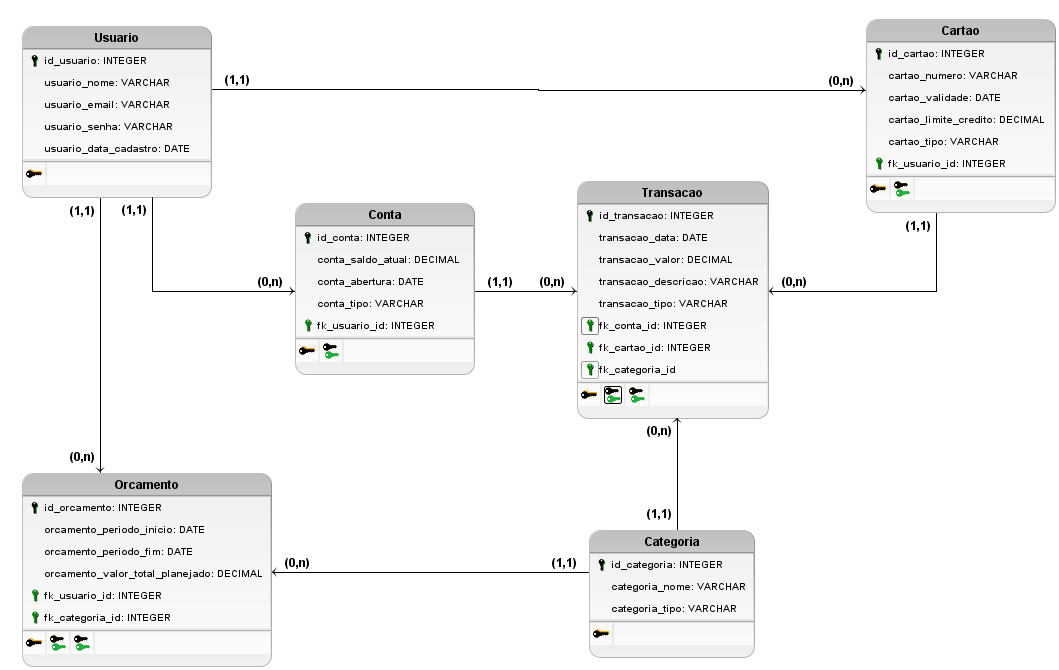 Usuario
id_usuario: INTEGER
usuario_nome: VARCHAR
usuario_email: VARCHAR
usuario_senha: VARCHAR
usuario_data_cadastro: DATE
(1,1)
(0,n)
Cartao
id_cartao: INTEGER
cartao_numero: VARCHAR
cartao_validade: DATE
cartao_limite_credito: DECIMAL
cartao_tipo: VARCHAR
fk_usuario_id: INTEGER
(1,1)
(1,1)
(0,n)
Conta
id_conta: INTEGER
conta_saldo_atual: DECIMAL
conta_abertura: DATE
conta_tipo: VARCHAR
fk_usuario_id: INTEGER
(1,1)
(0,n)
Transacao
id_transacao: INTEGER
transacao_data: DATE
transacao_valor: DECIMAL
transacao_descricao: VARCHAR
transacao_tipo: VARCHAR
fk_conta_id: INTEGER
fk_cartao_id: INTEGER
fk_categoria_id
(1,1)
(0,n)
(0,n)
(0,n)
(1,1)
Orcamento
id_orcamento: INTEGER
orcamento_periodo_inicio: DATE
orcamento_periodo_fim: DATE
orcamento_valor_total_planejado: DECIMAL
fk_usuario_id: INTEGER
fk_categoria_id: INTEGER
(0,n)
(1,1)
Categoria
id_categoria: INTEGER
categoria_nome: VARCHAR
categoria_tipo: VARCHAR